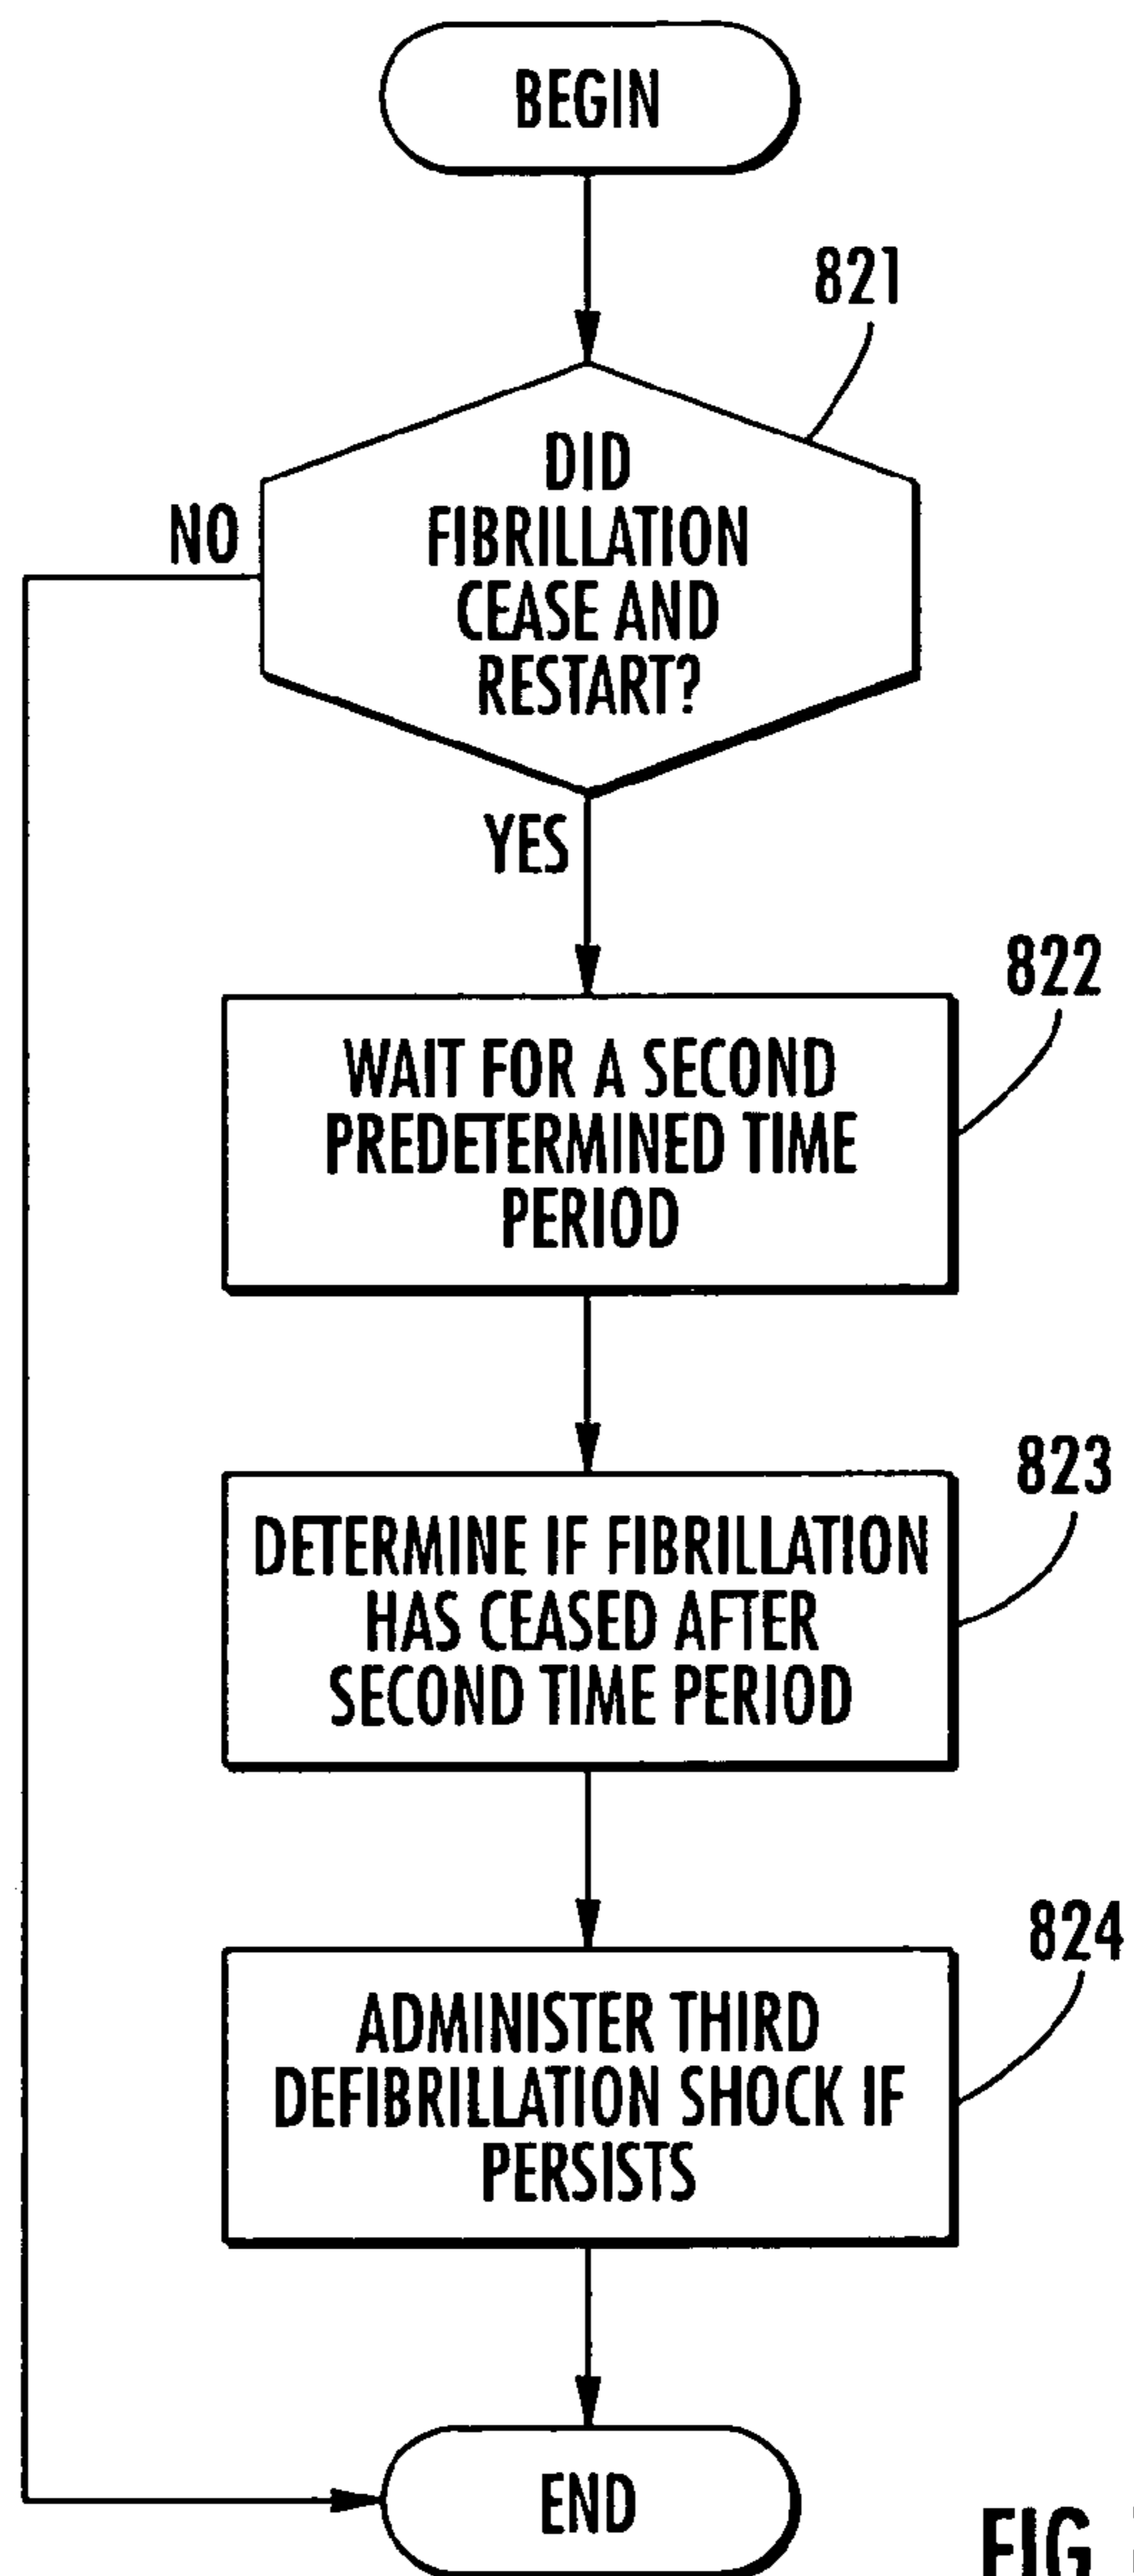 BEGIN
821
DID
FIBRILLATION
CEASE AND
RESTART?
NO
YES
822
WAIT FOR A SECOND
PREDETERMINED TIME
PERIOD
823
DETERMINE IF FIBRILLATION
HAS CEASED AFTER
SECOND TIME PERIOD
824
ADMINISTER THIRD
DEFIBRILLATION SHOCK IF
PERSISTS
END
FIG